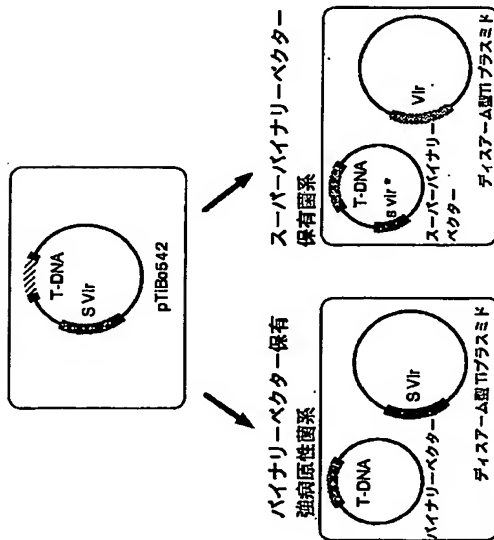 T-DNA
S Vir
pTiBo542
バイナリーベクター保有
強病原性菌系
T-DNA
バイナリーベクター
S Vir
ディスアーム型Tiプラスミド
スーパーバイナリーベクター
保有菌系
T-DNA
s vir *
スーパーバイナリー
ベクター
Vir
ディスアーム型Tiプラスミド